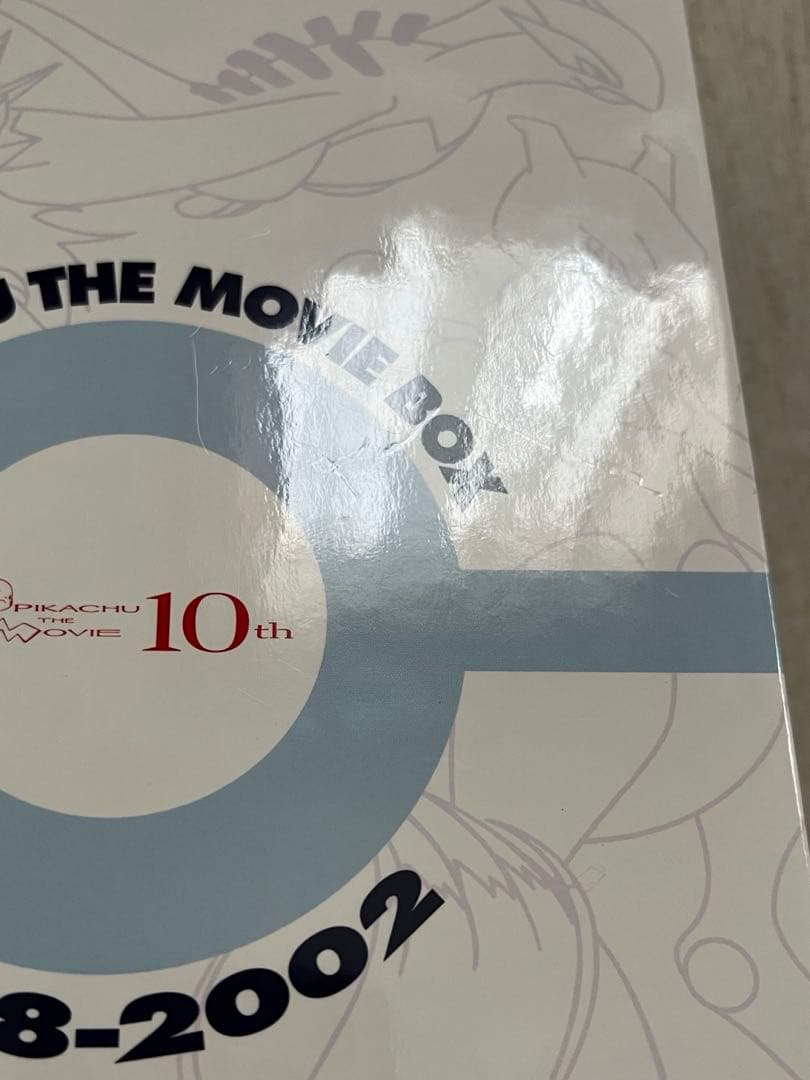 U THE MOVIE BOX
PIKACHU
THE
MOVIE
10th
8-2002